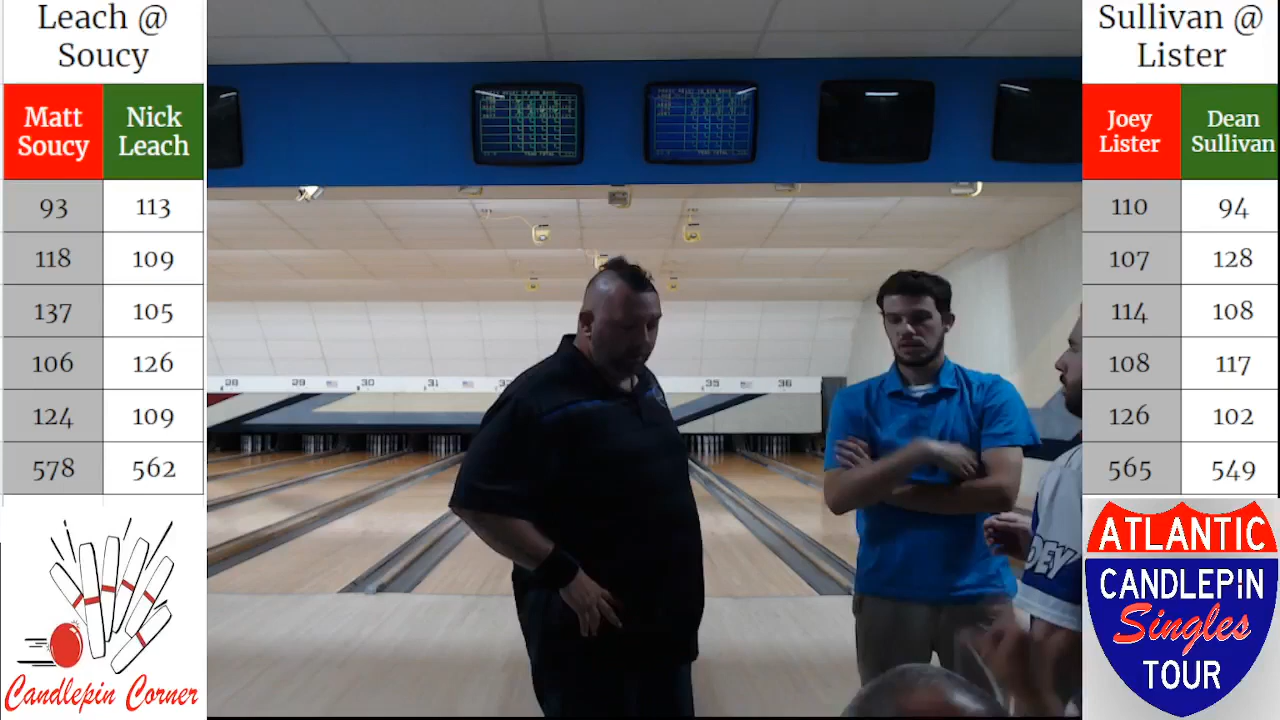 Leach @
Soucy
Matt
Soucy
Nick
Leach
93 113
118 109
137 105
106 126
124 109
578 562
Candlepin Corner
28 29 30 31 35 36
OEY
Sullivan @
Lister
Joey
Lister
Dean
Sullivan
110 94
107 128
114 108
108 117
126 102
565 549
ATLANTIC
CANDLEPIN
Singles
TOUR